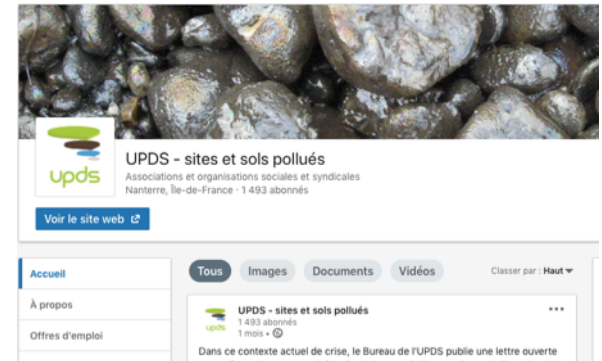 upds
UPDS - sites et sols pollués
Associations et organisations sociales et syndicales
Nanterre, Île-de-France · 1 493 abonnés
Voir le site web
Accueil
À propos
Offres d'emploi
Tous Images Documents Vidéos Classer par : Haut
upds
UPDS - sites et sols pollués
1 493 abonnés
1 mois •
Dans ce contexte actuel de crise, le Bureau de l'UPDS publie une lettre ouverte